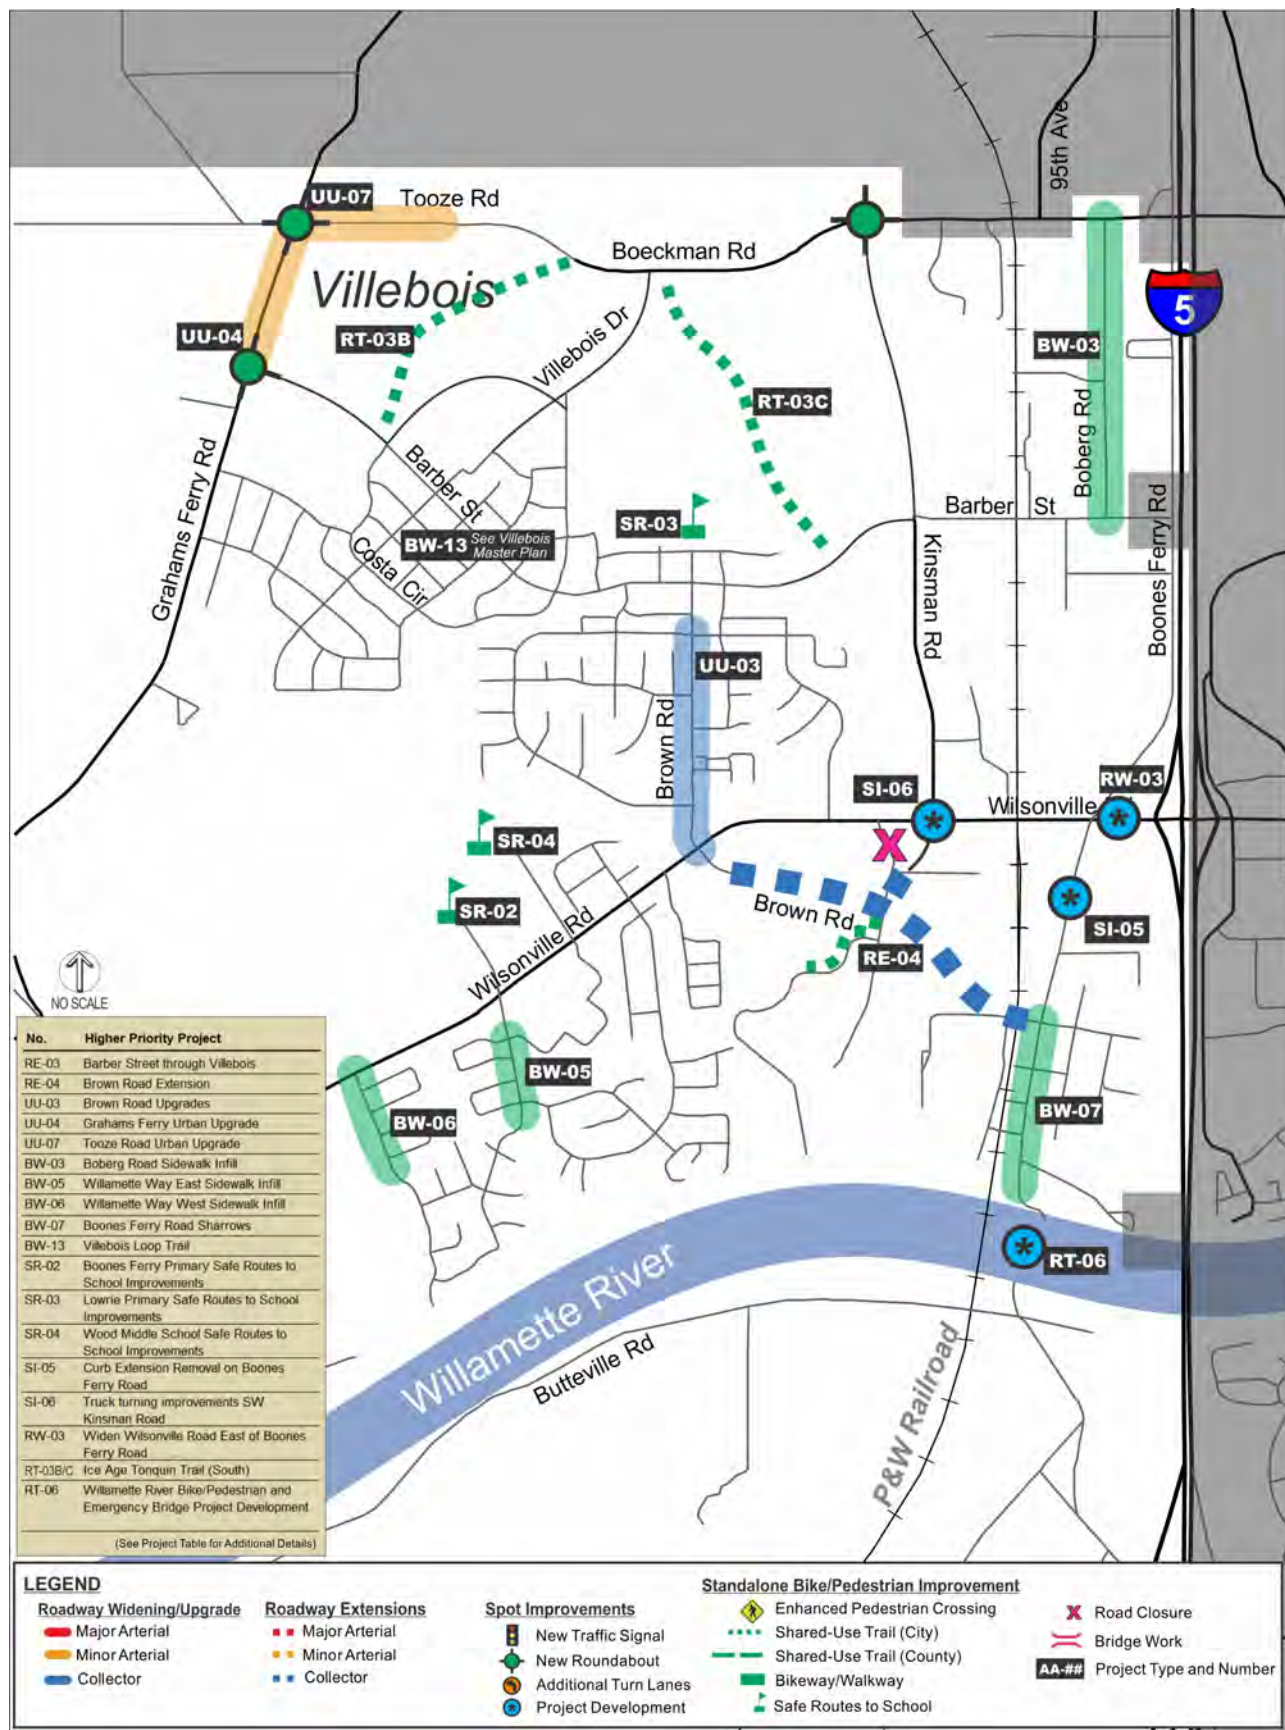 95th Ave
UU-07
Tooze Rd
Boeckman Rd
Villebois
5
UU-04
RT-03B
Villebois Dr
BW-03
RT-03C
Boberg Rd
Grahams Ferry Rd
Barber St
SR-03
Barber St
BW-13 See Villebois
Master Plan
Costa Cir
Kinsman Rd
Boones Ferry Rd
UU-03
Brown Rd
SI-06
RW-03
Wilsonville
SR-04
SR-02
Brown Rd
SI-05
Wilsonville Rd
RE-04
NO SCALE
BW-05
BW-06
BW-07
RT-06
Willamette River
Butteville Rd
P&W Railroad
No. Higher Priority Project
RE-03 Barber Street through Villebois
RE-04 Brown Road Extension
UU-03 Brown Road Upgrades
UU-04 Grahams Ferry Urban Upgrade
UU-07 Tooze Road Urban Upgrade
BW-03 Boberg Road Sidewalk Infill
BW-05 Willamette Way East Sidewalk Infill
BW-06 Willamette Way West Sidewalk Infill
BW-07 Boones Ferry Road Sharrows
BW-13 Villebois Loop Trail
SR-02 Boones Ferry Primary Safe Routes to
School Improvements
SR-03 Lowrie Primary Safe Routes to School
Improvements
SR-04 Wood Middle School Safe Routes to
School Improvements
SI-05 Curb Extension Removal on Boones
Ferry Road
SI-06 Truck turning improvements SW
Kinsman Road
RW-03 Widen Wilsonville Road East of Boones
Ferry Road
RT-03B/C Ice Age Tonquin Trail (South)
RT-06 Willamette River Bike/Pedestrian and
Emergency Bridge Project Development
(See Project Table for Additional Details)
LEGEND
Roadway Widening/Upgrade
Major Arterial
Minor Arterial
Collector
Roadway Extensions
Major Arterial
Minor Arterial
Collector
Spot Improvements
New Traffic Signal
New Roundabout
Additional Turn Lanes
Project Development
Standalone Bike/Pedestrian Improvement
Enhanced Pedestrian Crossing
Shared-Use Trail (City)
Shared-Use Trail (County)
Bikeway/Walkway
Safe Routes to School
X Road Closure
Bridge Work
AA-## Project Type and Number